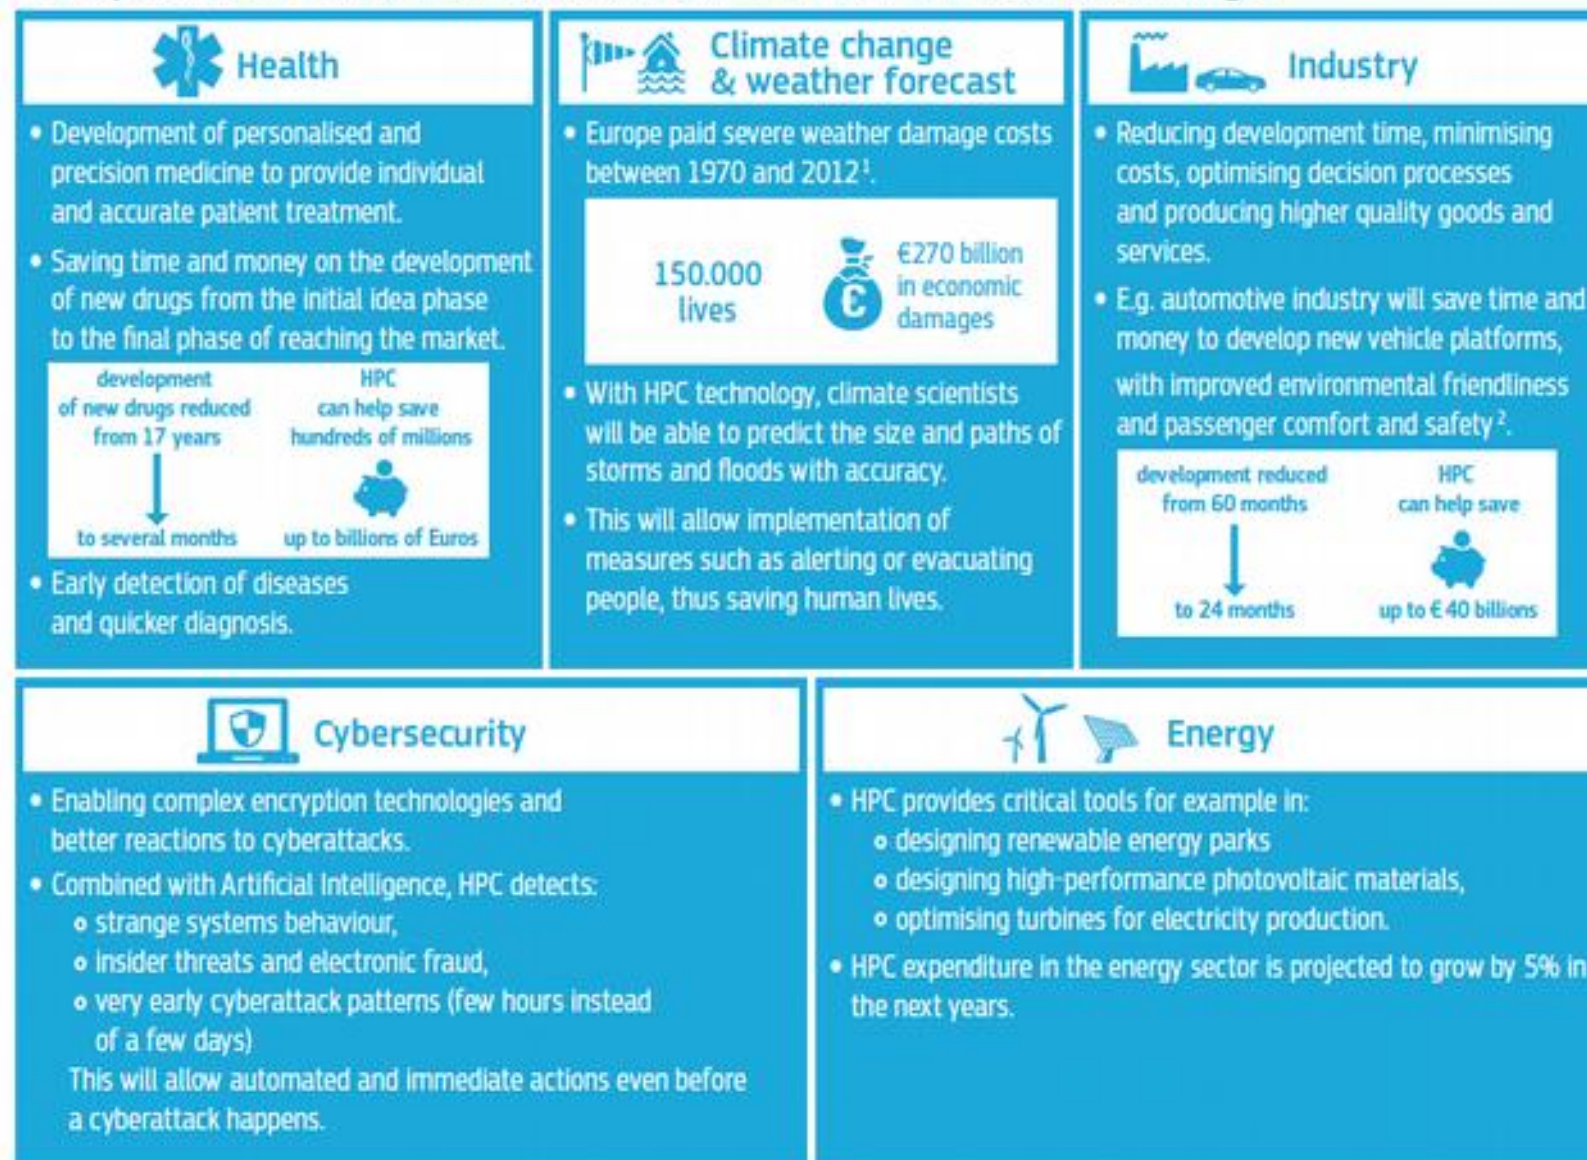 Health
• Development of personalised and
precision medicine to provide individual
and accurate patient treatment.
• Saving time and money on the development
of new drugs from the initial idea phase
to the final phase of reaching the market.
development
of new drugs reduced
from 17 years
to several months
HPC
can help save
hundreds of millions
up to billions of Euros
• Early detection of diseases
and quicker diagnosis.
Climate change
& weather forecast
• Europe paid severe weather damage costs
between 1970 and 2012¹.
150.000
lives
€
€270 billion
in economic
damages
• With HPC technology, climate scientists
will be able to predict the size and paths of
storms and floods with accuracy.
• This will allow implementation of
measures such as alerting or evacuating
people, thus saving human lives.
Industry
• Reducing development time, minimising
costs, optimising decision processes
and producing higher quality goods and
services.
• E.g. automotive industry will save time and
money to develop new vehicle platforms,
with improved environmental friendliness
and passenger comfort and safety².
development reduced
from 60 months
to 24 months
HPC
can help save
up to € 40 billions
Cybersecurity
• Enabling complex encryption technologies and
better reactions to cyberattacks.
• Combined with Artificial Intelligence, HPC detects:
o strange systems behaviour,
o insider threats and electronic fraud,
o very early cyberattack patterns (few hours instead
of a few days)
This will allow automated and immediate actions even before
a cyberattack happens.
Energy
• HPC provides critical tools for example in:
o designing renewable energy parks
o designing high-performance photovoltaic materials,
o optimising turbines for electricity production.
• HPC expenditure in the energy sector is projected to grow by 5% in
the next years.